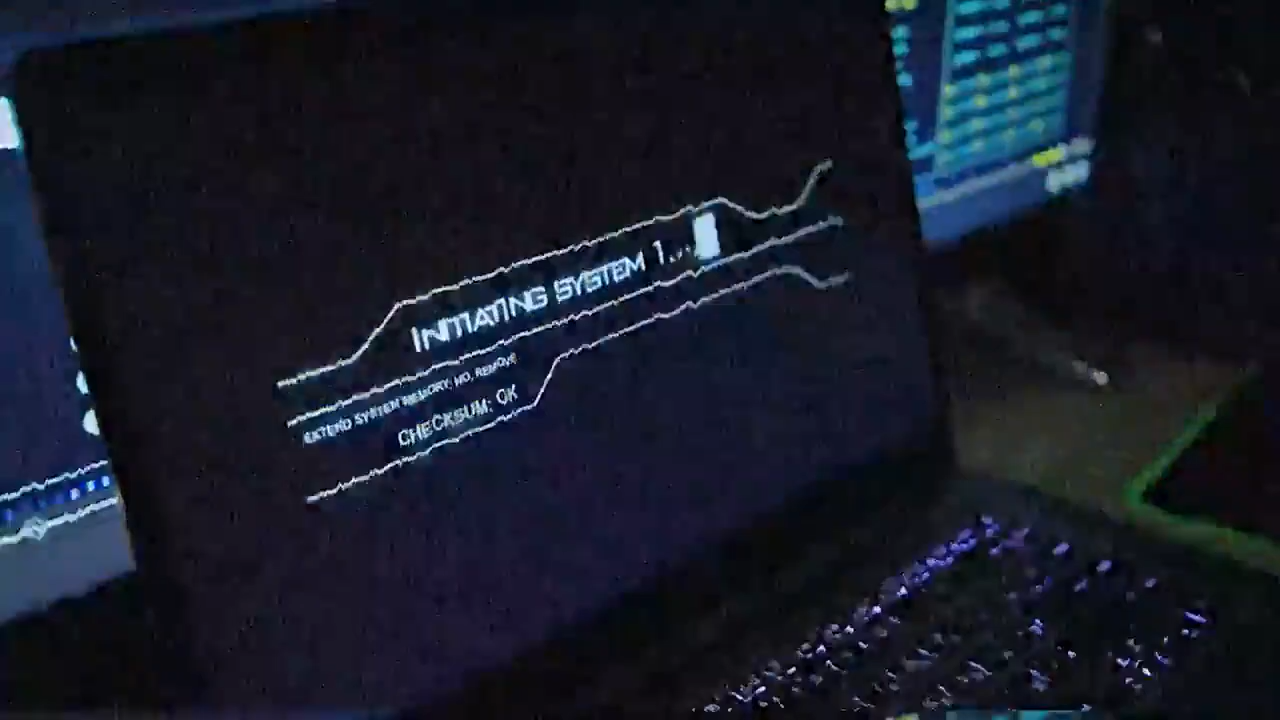 INITIATING SYSTEM 1...
EXTEND SYSTEM MEMORY: NO, REMOVE
CHECKSUM: OK